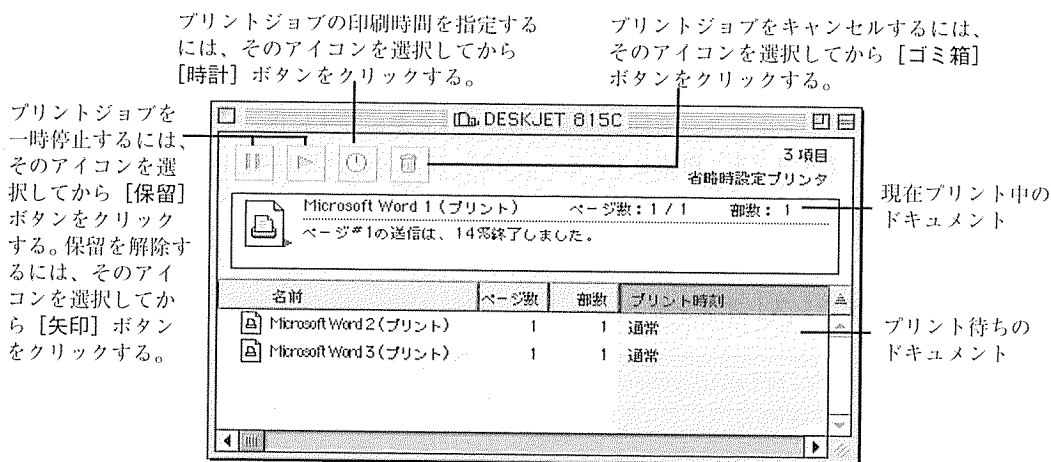 プリントジョブの印刷時間を指定する
には、そのアイコンを選択してから
［時計］ボタンをクリックする。
プリントジョブをキャンセルするには、
そのアイコンを選択してから［ゴミ箱］
ボタンをクリックする。
プリントジョブを
一時停止するには、
そのアイコンを選
択してから［保留］
ボタンをクリック
する。保留を解除す
るには、そのアイ
コンを選択してか
ら［矢印］ボタン
をクリックする。
DESKJET 815C
3 項目
省略時設定プリンタ
Microsoft Word 1 (プリント) ページ数：1 / 1 部数： 1
ページ#1の送信は、14%終了しました。
名前 ページ数 部数 プリント時刻
Microsoft Word 2 (プリント) 1 1 通常
Microsoft Word 3 (プリント) 1 1 通常
現在プリント中の
ドキュメント
プリント待ちの
ドキュメント